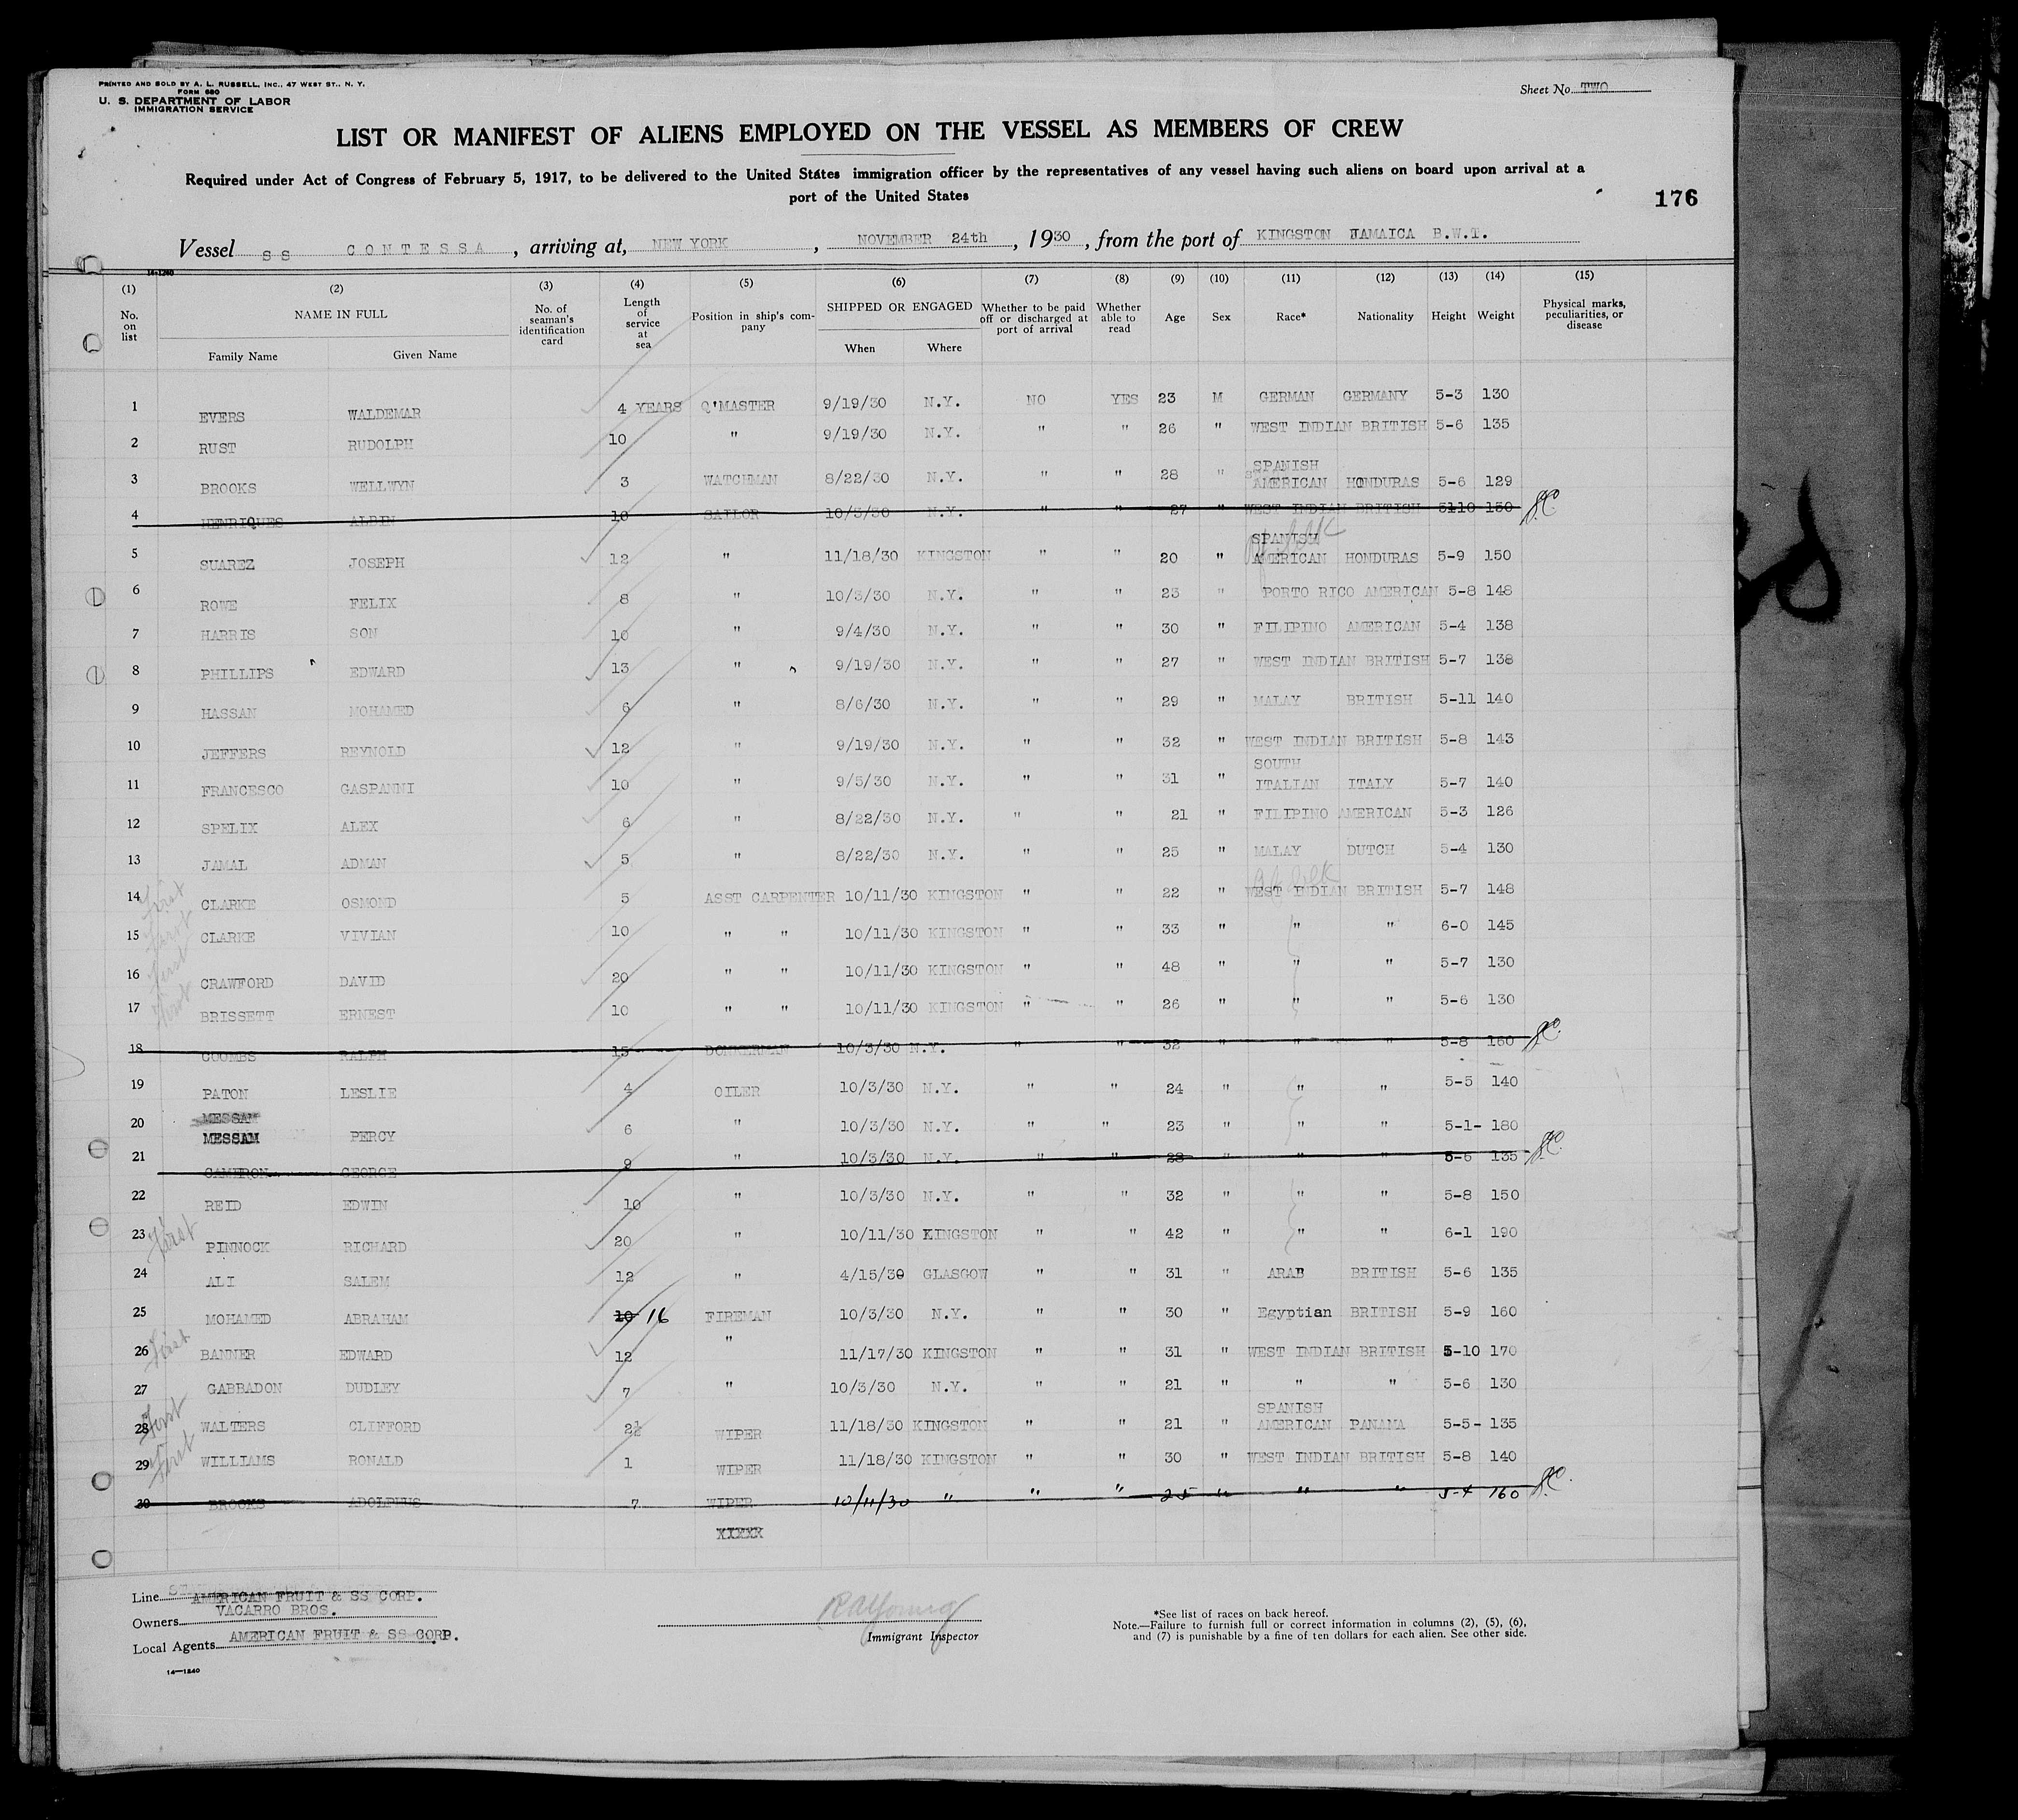 PRINTED AND SOLD BY A. L. RUSSELL, INC., 47 WEST ST., N. Y.
FORM 680
U. S. DEPARTMENT OF LABOR
IMMIGRATION SERVICE
Sheet No. TWO
LIST OR MANIFEST OF ALIENS EMPLOYED ON THE VESSEL AS MEMBERS OF CREW
Required under Act of Congress of February 5, 1917, to be delivered to the United States immigration officer by the representatives of any vessel having such aliens on board upon arrival at a
port of the United States
176
Vessel SS CONTESSA, arriving at, NEW YORK, NOVEMBER 24th, 1930, from the port of KINGSTON JAMAICA B.W.I.
14-1240
(1) No. on list (2) NAME IN FULL Family Name Given Name (3) No. of seaman's identification card (4) Length of service at sea (5) Position in ship's company (6) SHIPPED OR ENGAGED When Where (7) Whether to be paid off or discharged at port of arrival (8) Whether able to read (9) Age (10) Sex (11) Race* (12) Nationality (13) Height (14) Weight (15) Physical marks, peculiarities, or disease
1 EVERS WALDEMAR 4 YEARS Q'MASTER 9/19/30 N.Y. NO YES 23 M GERMAN GERMANY 5-3 130
2 RUST RUDOLPH 10 " 9/19/30 N.Y. " " 26 " WEST INDIAN BRITISH 5-6 135
3 BROOKS WELLWYN 3 WATCHMAN 8/22/30 N.Y. " " 28 " SPANISH AMERICAN HONDURAS 5-6 129
4 HENRIQUES ALBIN 10 SAILOR 10/3/30 N.Y. " " 27 " WEST INDIAN BRITISH 5110 150
5 SUAREZ JOSEPH 12 " 11/18/30 KINGSTON " " 20 " SPANISH AMERICAN HONDURAS 5-9 150
6 ROWE FELIX 8 " 10/3/30 N.Y. " " 23 " PORTO RICO AMERICAN 5-8 148
7 HARRIS SON 10 " 9/4/30 N.Y. " " 30 " FILIPINO AMERICAN 5-4 138
8 PHILLIPS EDWARD 13 " 9/19/30 N.Y. " " 27 " WEST INDIAN BRITISH 5-7 138
9 HASSAN MOHAMED 6 " 8/6/30 N.Y. " " 29 " MALAY BRITISH 5-11 140
10 JEFFERS REYNOLD 12 " 9/19/30 N.Y. " " 32 " WEST INDIAN BRITISH 5-8 143
11 FRANCESCO GASPANNI 10 " 9/5/30 N.Y. " " 31 " SOUTH ITALIAN ITALY 5-7 140
12 SPELIX ALEX 6 " 8/22/30 N.Y. " " 21 " FILIPINO AMERICAN 5-3 126
13 JAMAL ADMAN 5 " 8/22/30 N.Y. " " 25 " MALAY DUTCH 5-4 130
First 14 CLARKE OSMOND 5 ASST CARPENTER 10/11/30 KINGSTON " " 22 " WEST INDIAN BRITISH 5-7 148
First 15 CLARKE VIVIAN 10 " " 10/11/30 KINGSTON " " 33 " " " 6-0 145
First 16 CRAWFORD DAVID 20 " " 10/11/30 KINGSTON " " 48 " " " 5-7 130
First 17 BRISSETT ERNEST 10 " " 10/11/30 KINGSTON " " 26 " " " 5-6 130
18 COOMBS RALPH 15 DONKERMAN 10/3/30 N.Y. " " 32 " " " 5-8 160
19 PATON LESLIE 4 OILER 10/3/30 N.Y. " " 24 " " " 5-5 140
MESSAM
20 MESSAM PERCY 6 " 10/3/30 N.Y. " " 23 " " " 5-1- 180
21 CAMERON GEORGE 9 " 10/3/30 N.Y. " " 28 " " " 5-6 135
22 REID EDWIN 10 " 10/3/30 N.Y. " " 32 " " " 5-8 150
First 23 PINNOCK RICHARD 20 " 10/11/30 KINGSTON " " 42 " " " 6-1 190
24 ALI SALEM 12 " 4/15/30 GLASGOW " " 31 " ARAB BRITISH 5-6 135
25 MOHAMED ABRAHAM 10 16 FIREMAN 10/3/30 N.Y. " " 30 " Egyptian BRITISH 5-9 160
First 26 BANNER EDWARD 12 " 11/17/30 KINGSTON " " 31 " WEST INDIAN BRITISH 5-10 170
27 GABBADON DUDLEY 7 " 10/3/30 N.Y. " " 21 " " " 5-6 130
First 28 WALTERS CLIFFORD 2½ WIPER 11/18/30 KINGSTON " " 21 " SPANISH AMERICAN PANAMA 5-5- 135
First 29 WILLIAMS RONALD 1 WIPER 11/18/30 KINGSTON " " 30 " WEST INDIAN BRITISH 5-8 140
30 BROOKS ADOLPHUS 7 WIPER 10/11/30 " " " 25 " " " 5-4 160
Line AMERICAN FRUIT & SS CORP.
Owners VACARRO BROS.
Local Agents AMERICAN FRUIT & SS CORP.
14—1240
RAYoung
Immigrant Inspector
*See list of races on back hereof.
Note.—Failure to furnish full or correct information in columns (2), (5), (6),
and (7) is punishable by a fine of ten dollars for each alien. See other side.